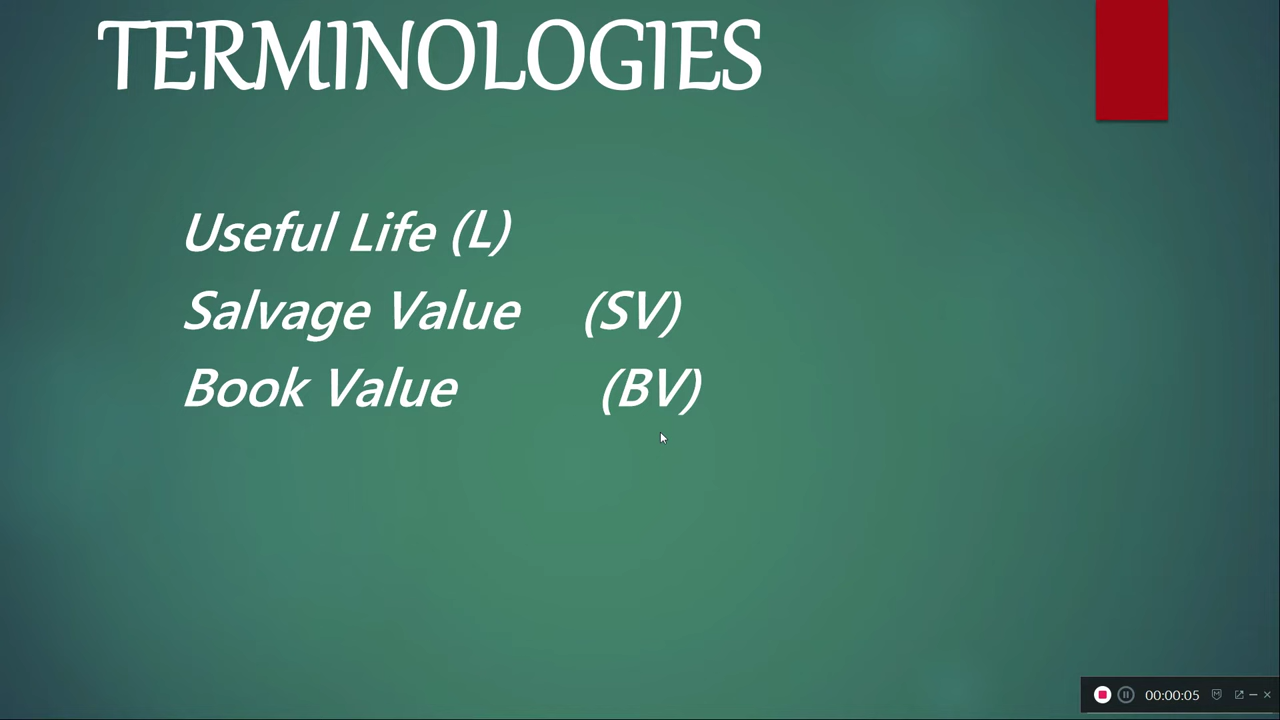 TERMINOLOGIES
Useful Life (L)
Salvage Value (SV)
Book Value (BV)
00:00:05